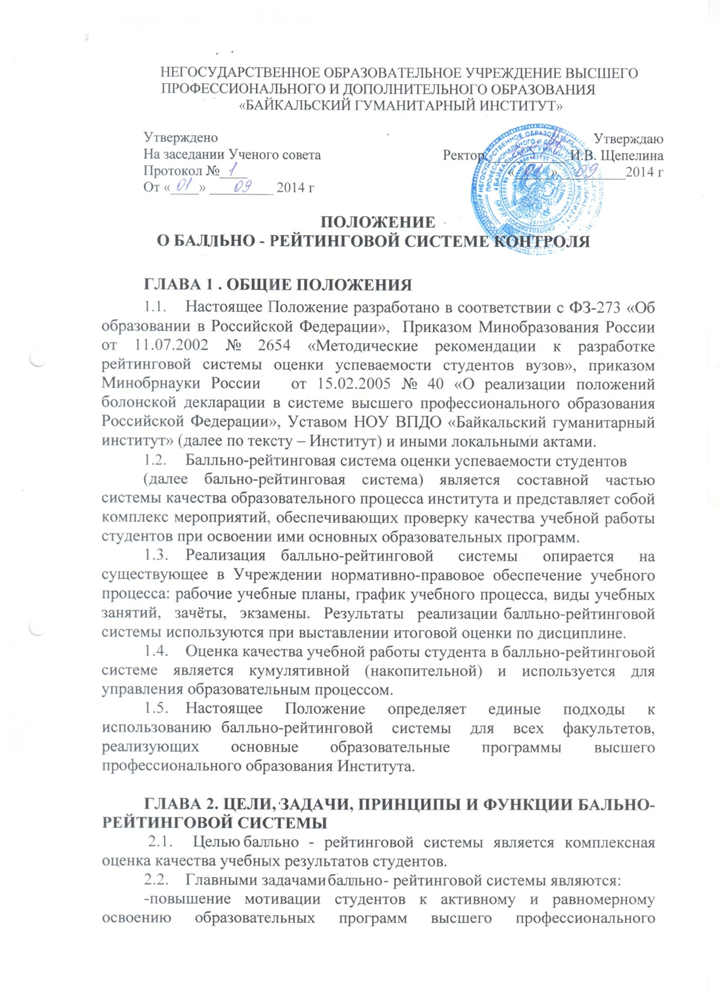 НЕГОСУДАРСТВЕННОЕ ОБРАЗОВАТЕЛЬНОЕ УЧРЕЖДЕНИЕ ВЫСШЕГО
ПРОФЕССИОНАЛЬНОГО И ДОПОЛНИТЕЛЬНОГО ОБРАЗОВАНИЯ
«БАЙКАЛЬСКИЙ ГУМАНИТАРНЫЙ ИНСТИТУТ»
Утверждено
На заседании Ученого совета
Протокол № 1
От «01» 09 2014 г
Утверждаю
Ректор И.В. Щепелина
«01» 09 2014 г
ПОЛОЖЕНИЕ
О БАЛЛЬНО - РЕЙТИНГОВОЙ СИСТЕМЕ КОНТРОЛЯ
ГЛАВА 1 . ОБЩИЕ ПОЛОЖЕНИЯ
1.1. Настоящее Положение разработано в соответствии с ФЗ-273 «Об
образовании в Российской Федерации», Приказом Минобразования России
от 11.07.2002 № 2654 «Методические рекомендации к разработке
рейтинговой системы оценки успеваемости студентов вузов», приказом
Минобрнауки России от 15.02.2005 № 40 «О реализации положений
болонской декларации в системе высшего профессионального образования
Российской Федерации», Уставом НОУ ВПДО «Байкальский гуманитарный
институт» (далее по тексту – Институт) и иными локальными актами.
1.2. Балльно-рейтинговая система оценки успеваемости студентов
(далее бально-рейтинговая система) является составной частью
системы качества образовательного процесса института и представляет собой
комплекс мероприятий, обеспечивающих проверку качества учебной работы
студентов при освоении ими основных образовательных программ.
1.3. Реализация балльно-рейтинговой системы опирается на
существующее в Учреждении нормативно-правовое обеспечение учебного
процесса: рабочие учебные планы, график учебного процесса, виды учебных
занятий, зачёты, экзамены. Результаты реализации балльно-рейтинговой
системы используются при выставлении итоговой оценки по дисциплине.
1.4. Оценка качества учебной работы студента в балльно-рейтинговой
системе является кумулятивной (накопительной) и используется для
управления образовательным процессом.
1.5. Настоящее Положение определяет единые подходы к
использованию балльно-рейтинговой системы для всех факультетов,
реализующих основные образовательные программы высшего
профессионального образования Института.
ГЛАВА 2. ЦЕЛИ, ЗАДАЧИ, ПРИНЦИПЫ И ФУНКЦИИ БАЛЬНО-
РЕЙТИНГОВОЙ СИСТЕМЫ
2.1. Целью балльно - рейтинговой системы является комплексная
оценка качества учебных результатов студентов.
2.2. Главными задачами балльно - рейтинговой системы являются:
-повышение мотивации студентов к активному и равномерному
освоению образовательных программ высшего профессионального